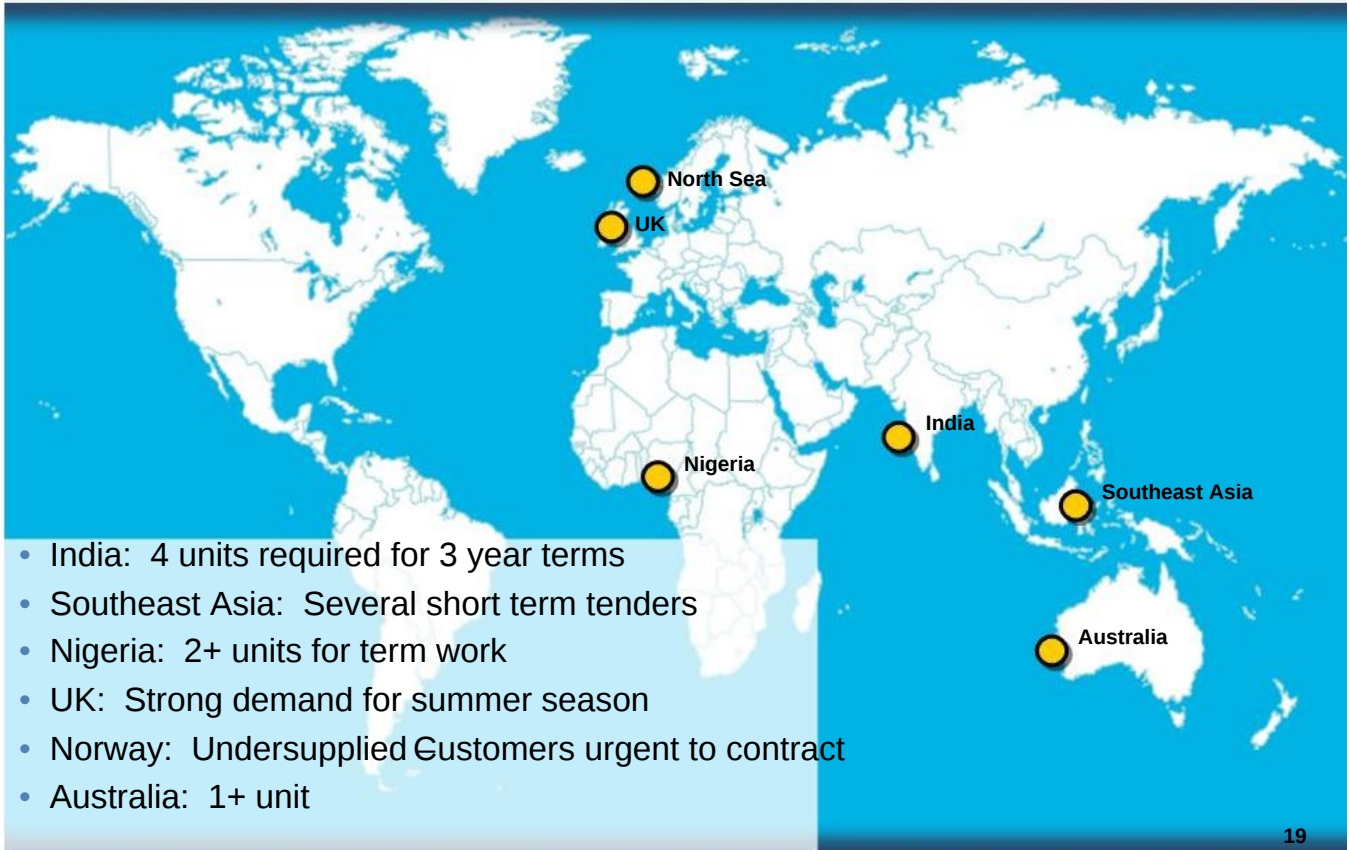 North Sea
UK
India
Nigeria
Southeast Asia
Australia
• India: 4 units required for 3 year terms
• Southeast Asia: Several short term tenders
• Nigeria: 2+ units for term work
• UK: Strong demand for summer season
• Norway: Undersupplied – Customers urgent to contract
• Australia: 1+ unit
19